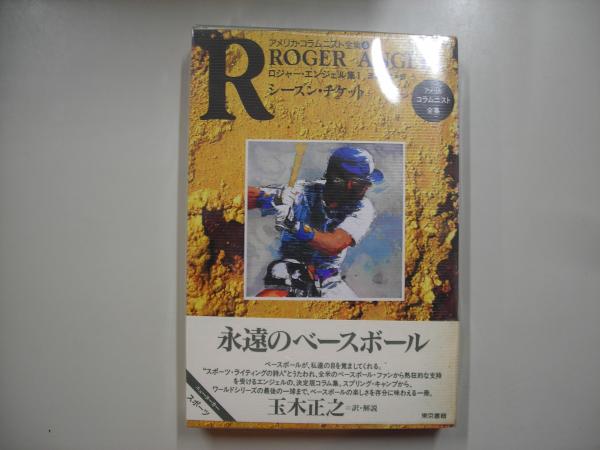 アメリカ・コラムニスト全集
R
ROGER ANGELL
ロジャー・エンジェル集 1
シーズン・チケット
アメリカ
コラムニスト
全集
永遠のベースボール
ベースボールが、私達の目を覚ましてくれる。
“スポーツ・ライティングの詩人”とうたわれ、全米のベースボール・ファンから熱狂的な支持
を受けるエンジェルの、決定版コラム集。スプリング・キャンプから、
ワールドシリーズの最後の一球まで、ベースボールの楽しさを存分に味わえる一冊。
玉木正之=訳・解説
ニューヨーカー
スポーツ
東京書籍